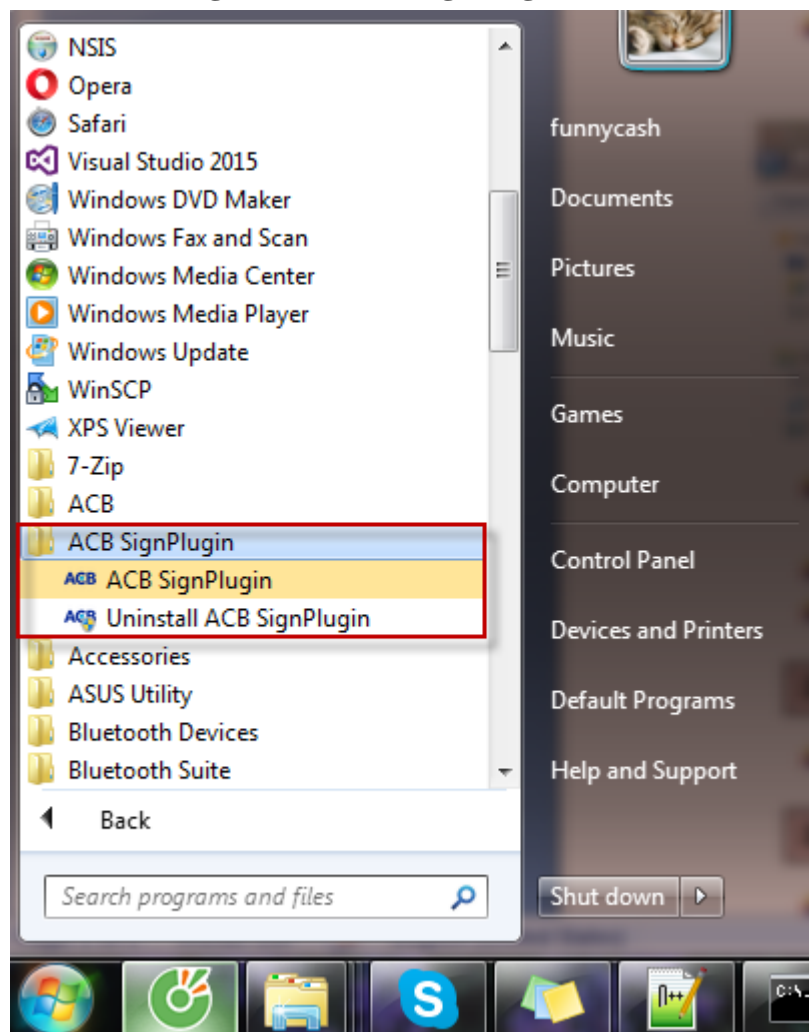 NSIS
Opera
Safari
Visual Studio 2015
Windows DVD Maker
Windows Fax and Scan
Windows Media Center
Windows Media Player
Windows Update
WinSCP
XPS Viewer
7-Zip
ACB
ACB SignPlugin
ACB ACB SignPlugin
ACB Uninstall ACB SignPlugin
Accessories
ASUS Utility
Bluetooth Devices
Bluetooth Suite
Back
Search programs and files
funnycash
Documents
Pictures
Music
Games
Computer
Control Panel
Devices and Printers
Default Programs
Help and Support
Shut down
C:\.